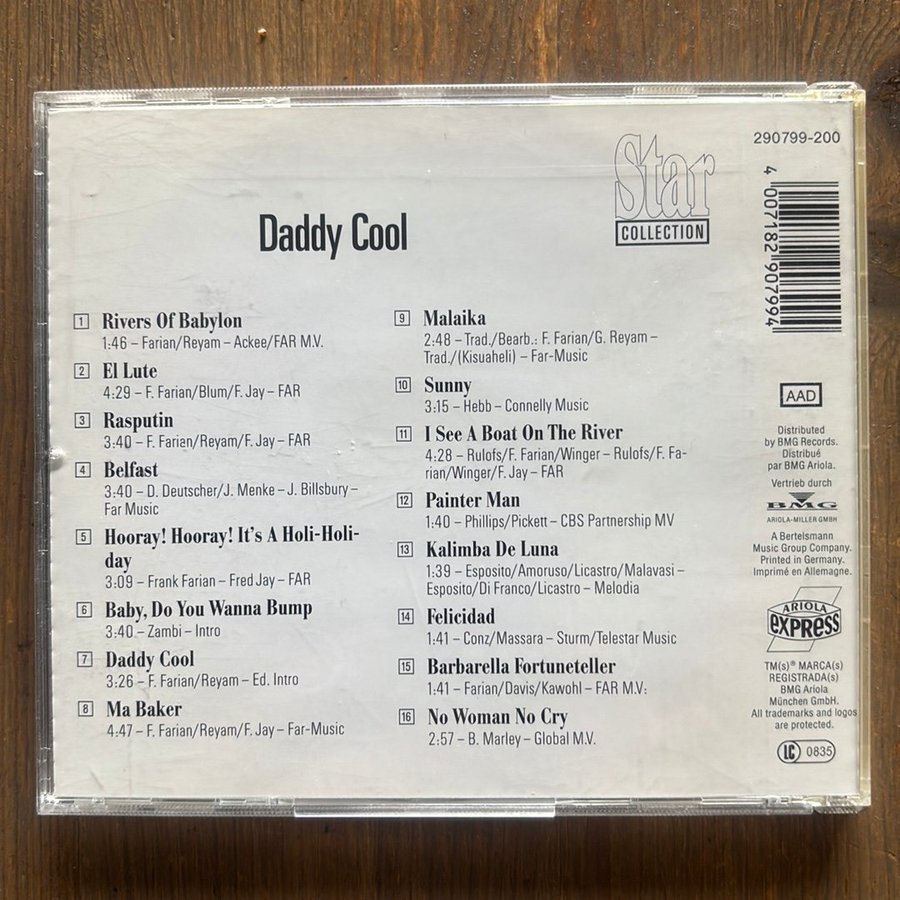 Daddy Cool
Star
COLLECTION
290799-200
4 007182 907994
1 Rivers Of Babylon
1:46 – Farian/Reyam – Ackee/FAR M.V.
2 El Lute
4:29 – F. Farian/Blum/F. Jay – FAR
3 Rasputin
3:40 – F. Farian/Reyam/F. Jay – FAR
4 Belfast
3:40 – D. Deutscher/J. Menke – J. Billsbury –
Far Music
5 Hooray! Hooray! It's A Holi-Holi-
day
3:09 – Frank Farian – Fred Jay – FAR
6 Baby, Do You Wanna Bump
3:40 – Zambi – Intro
7 Daddy Cool
3:26 – F. Farian/Reyam – Ed. Intro
8 Ma Baker
4:47 – F. Farian/Reyam/F. Jay – Far-Music
9 Malaika
2:48 – Trad./Bearb.: F. Farian/G. Reyam –
Trad./(Kisuaheli) – Far-Music
10 Sunny
3:15 – Hebb – Connelly Music
11 I See A Boat On The River
4:28 – Rulofs/F. Farian/Winger – Rulofs/F. Fa-
rian/Winger/F. Jay – FAR
12 Painter Man
1:40 – Phillips/Pickett – CBS Partnership MV
13 Kalimba De Luna
1:39 – Esposito/Amoruso/Licastro/Malavasi –
Esposito/Di Franco/Licastro – Melodia
14 Felicidad
1:41 – Conz/Massara – Sturm/Telestar Music
15 Barbarella Fortuneteller
1:41 – Farian/Davis/Kawohl – FAR M.V.:
16 No Woman No Cry
2:57 – B. Marley – Global M.V.
AAD
Distributed
by BMG Records.
Distribué
par BMG Ariola.
Vertrieb durch
BMG
ARIOLA-MILLER GMBH
A Bertelsmann
Music Group Company.
Printed in Germany.
Imprimé en Allemagne.
ARIOLA
EXPRESS
TM(s)® MARCA(s)
REGISTRADA(s)
BMG Ariola
München GmbH.
All trademarks and logos
are protected.
LC 0835